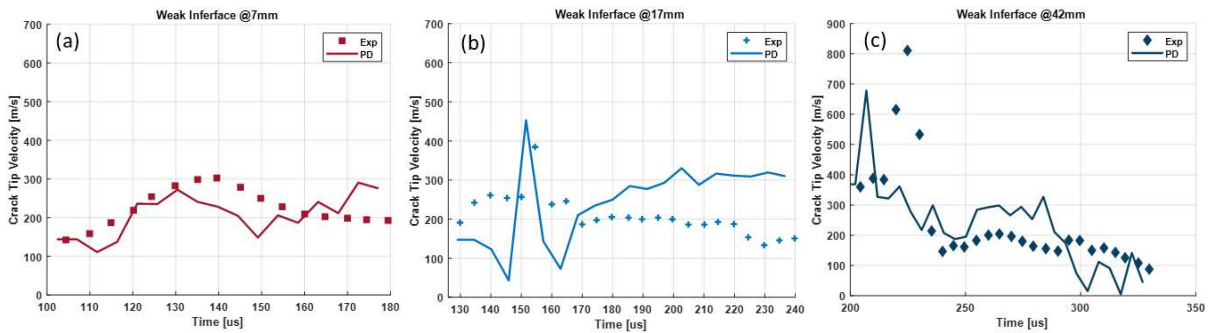 Weak Inferface @7mm
(a)
Exp
PD
Crack Tip Velocity [m/s]
700
600
500
400
300
200
100
0
100 110 120 130 140 150 160 170 180
Time [us]
Weak Inferface @17mm
(b)
Exp
PD
Crack Tip Velocity [m/s]
700
600
500
400
300
200
100
0
130 140 150 160 170 180 190 200 210 220 230 240
Time [us]
Weak Inferface @42mm
(c)
Exp
PD
Crack Tip Velocity [m/s]
900
800
700
600
500
400
300
200
100
0
200 250 300 350
Time [us]